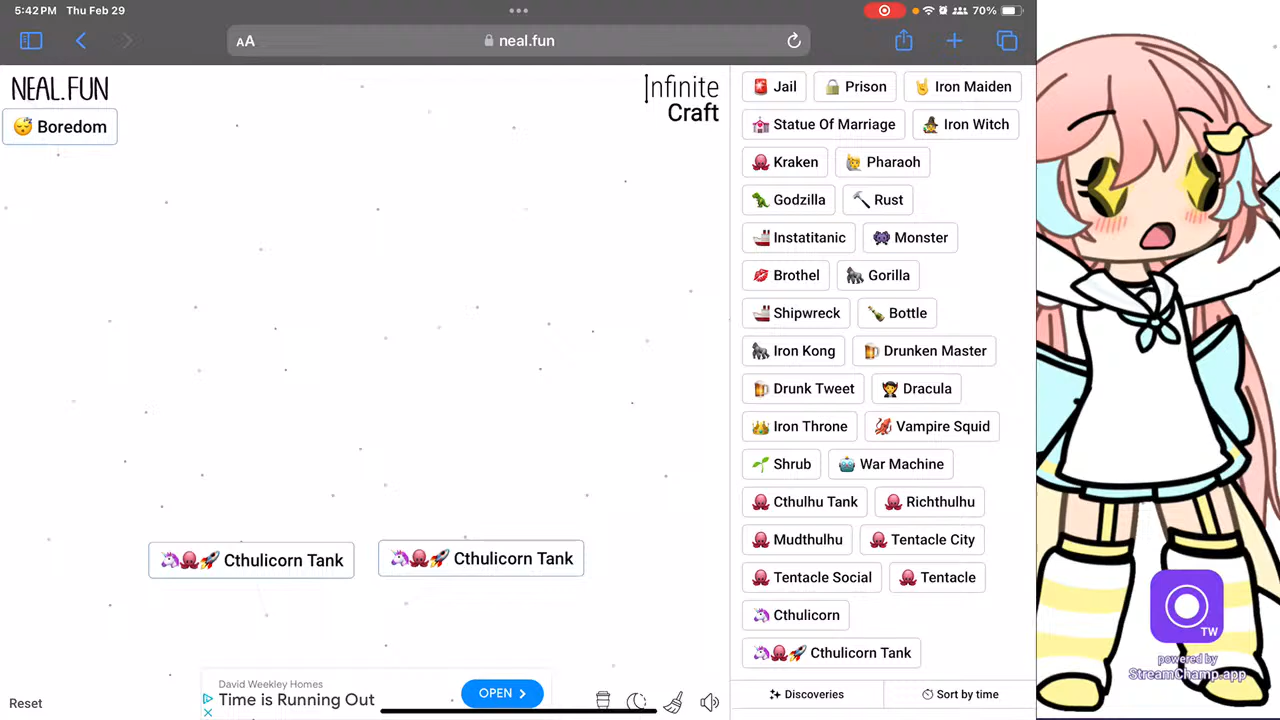 5:42 PM Thu Feb 29
70%
AA
neal.fun
NEAL.FUN
Infinite
Craft
😴 Boredom
🦄🐙🚀 Cthulicorn Tank
🦄🐙🚀 Cthulicorn Tank
Reset
David Weekley Homes
Time is Running Out
OPEN
Jail
Prison
Iron Maiden
Statue Of Marriage
Iron Witch
Kraken
Pharaoh
Godzilla
Rust
Instatitanic
Monster
Brothel
Gorilla
Shipwreck
Bottle
Iron Kong
Drunken Master
Drunk Tweet
Dracula
Iron Throne
Vampire Squid
Shrub
War Machine
Cthulhu Tank
Richthulhu
Mudthulhu
Tentacle City
Tentacle Social
Tentacle
Cthulicorn
Cthulicorn Tank
Discoveries
Sort by time
TW
powered by
StreamChamp.app